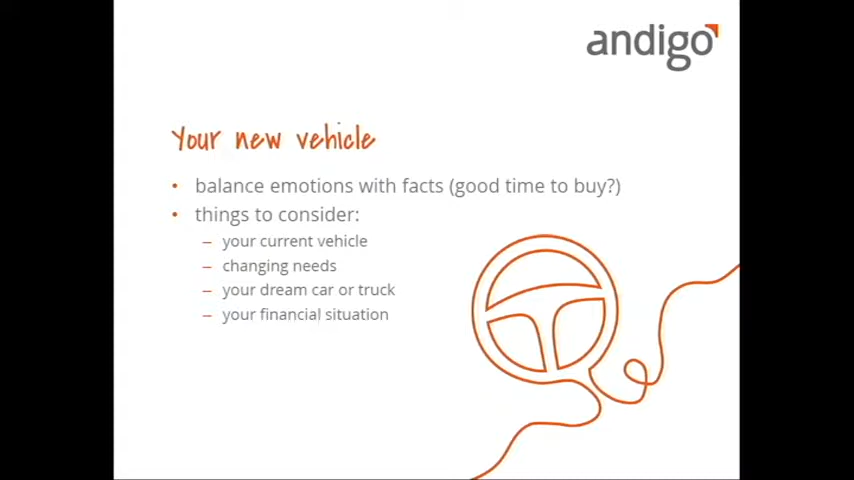 andigo
Your new vehicle
• balance emotions with facts (good time to buy?)
• things to consider:
– your current vehicle
– changing needs
– your dream car or truck
– your financial situation